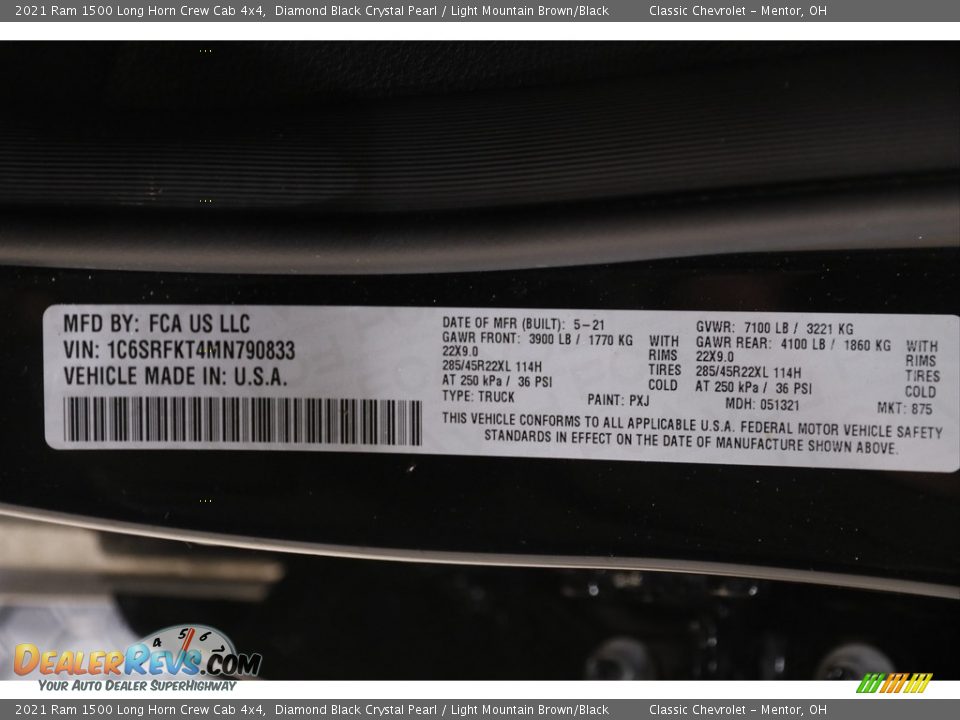 2021 Ram 1500 Long Horn Crew Cab 4x4,  Diamond Black Crystal Pearl / Light Mountain Brown/Black     Classic Chevrolet – Mentor, OH
MFD BY: FCA US LLC
VIN: 1C6SRFKT4MN790833
VEHICLE MADE IN: U.S.A.
DATE OF MFR (BUILT): 5-21
GAWR FRONT: 3900 LB / 1770 KG WITH
22X9.0 RIMS
285/45R22XL 114H TIRES
AT 250 kPa / 36 PSI COLD
TYPE: TRUCK PAINT: PXJ
GVWR: 7100 LB / 3221 KG
GAWR REAR: 4100 LB / 1860 KG WITH
22X9.0 RIMS
285/45R22XL 114H TIRES
AT 250 kPa / 36 PSI COLD
MDH: 051321 MKT: 875
THIS VEHICLE CONFORMS TO ALL APPLICABLE U.S.A. FEDERAL MOTOR VEHICLE SAFETY
STANDARDS IN EFFECT ON THE DATE OF MANUFACTURE SHOWN ABOVE.
4 5 6 7
DEALERREVS.COM
YOUR AUTO DEALER SUPERHIGHWAY
2021 Ram 1500 Long Horn Crew Cab 4x4,  Diamond Black Crystal Pearl / Light Mountain Brown/Black     Classic Chevrolet – Mentor, OH